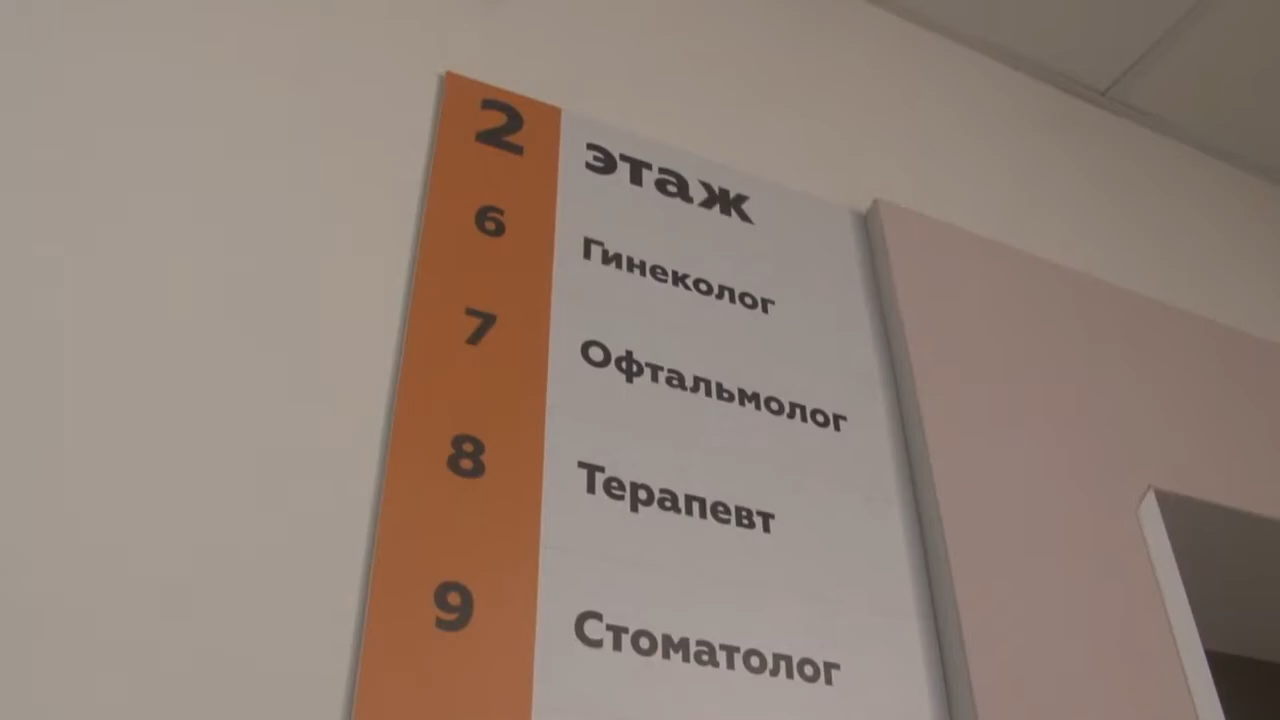 2 этаж
6 Гинеколог
7 Офтальмолог
8 Терапевт
9 Стоматолог